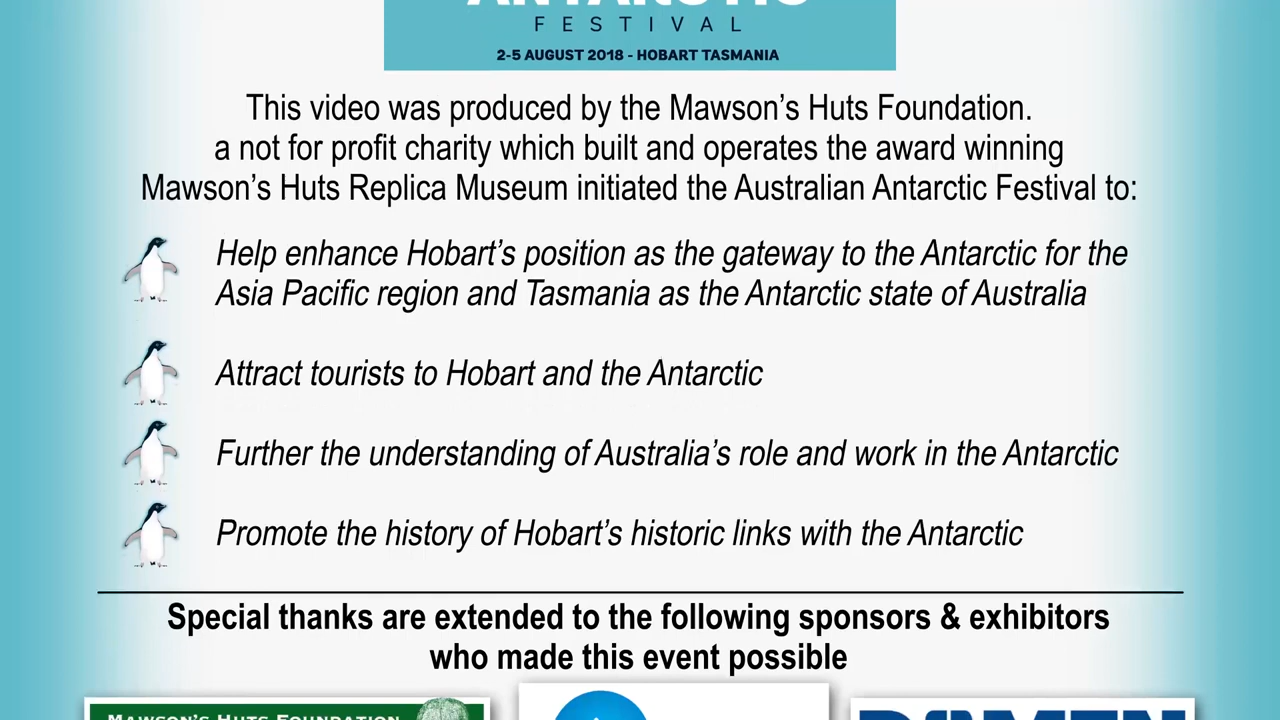 ANTARCTIC
FESTIVAL
2-5 AUGUST 2018 - HOBART TASMANIA
This video was produced by the Mawson's Huts Foundation.
a not for profit charity which built and operates the award winning
Mawson's Huts Replica Museum initiated the Australian Antarctic Festival to:
Help enhance Hobart's position as the gateway to the Antarctic for the
Asia Pacific region and Tasmania as the Antarctic state of Australia
Attract tourists to Hobart and the Antarctic
Further the understanding of Australia's role and work in the Antarctic
Promote the history of Hobart's historic links with the Antarctic
Special thanks are extended to the following sponsors & exhibitors
who made this event possible
MAWSON'S HUTS FOUNDATION
DAMEN